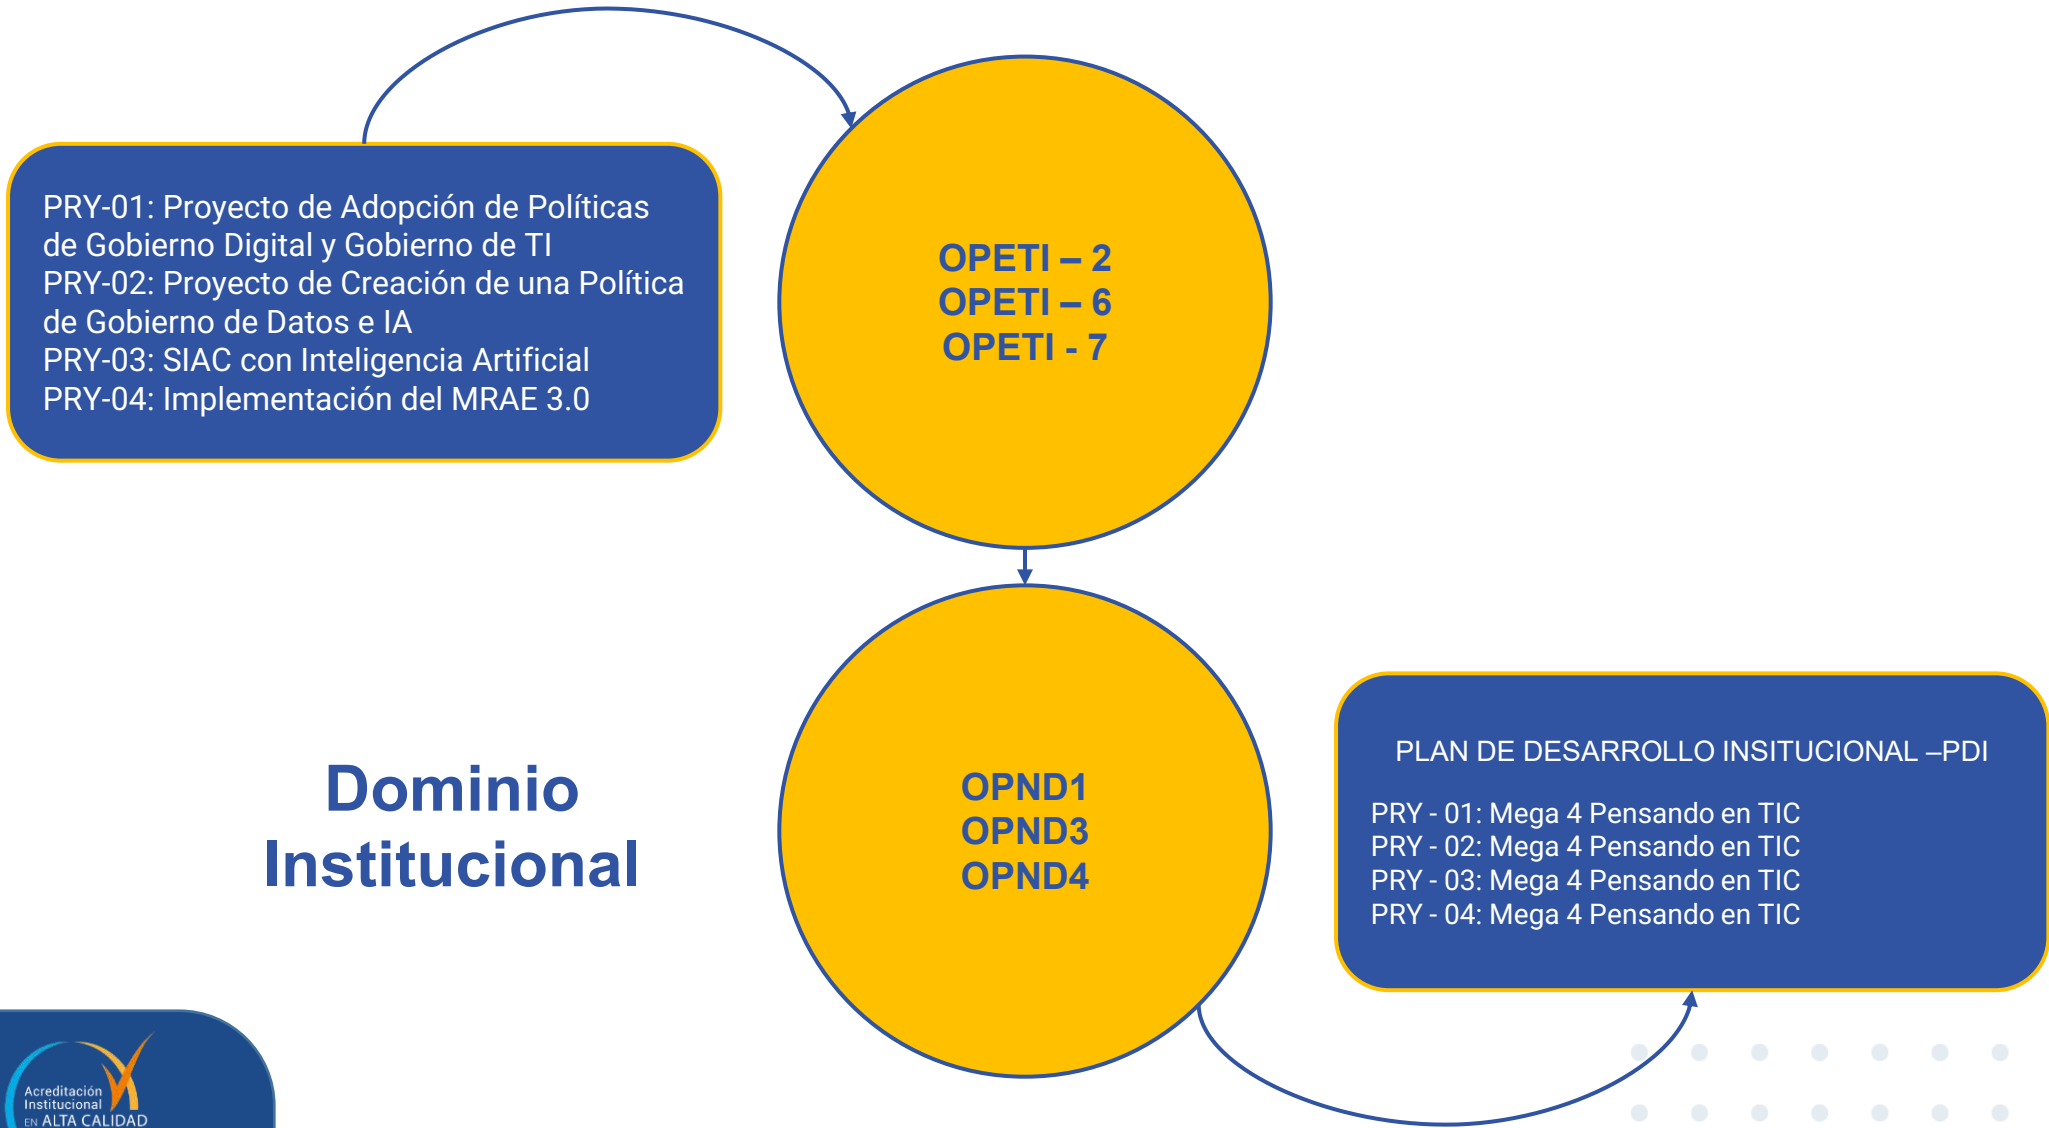 PRY-01: Proyecto de Adopción de Políticas
de Gobierno Digital y Gobierno de TI
PRY-02: Proyecto de Creación de una Política
de Gobierno de Datos e IA
PRY-03: SIAC con Inteligencia Artificial
PRY-04: Implementación del MRAE 3.0
OPETI – 2
OPETI – 6
OPETI - 7
Dominio
Institucional
OPND1
OPND3
OPND4
PLAN DE DESARROLLO INSITUCIONAL –PDI
PRY - 01: Mega 4 Pensando en TIC
PRY - 02: Mega 4 Pensando en TIC
PRY - 03: Mega 4 Pensando en TIC
PRY - 04: Mega 4 Pensando en TIC
Acreditación
Institucional
EN ALTA CALIDAD